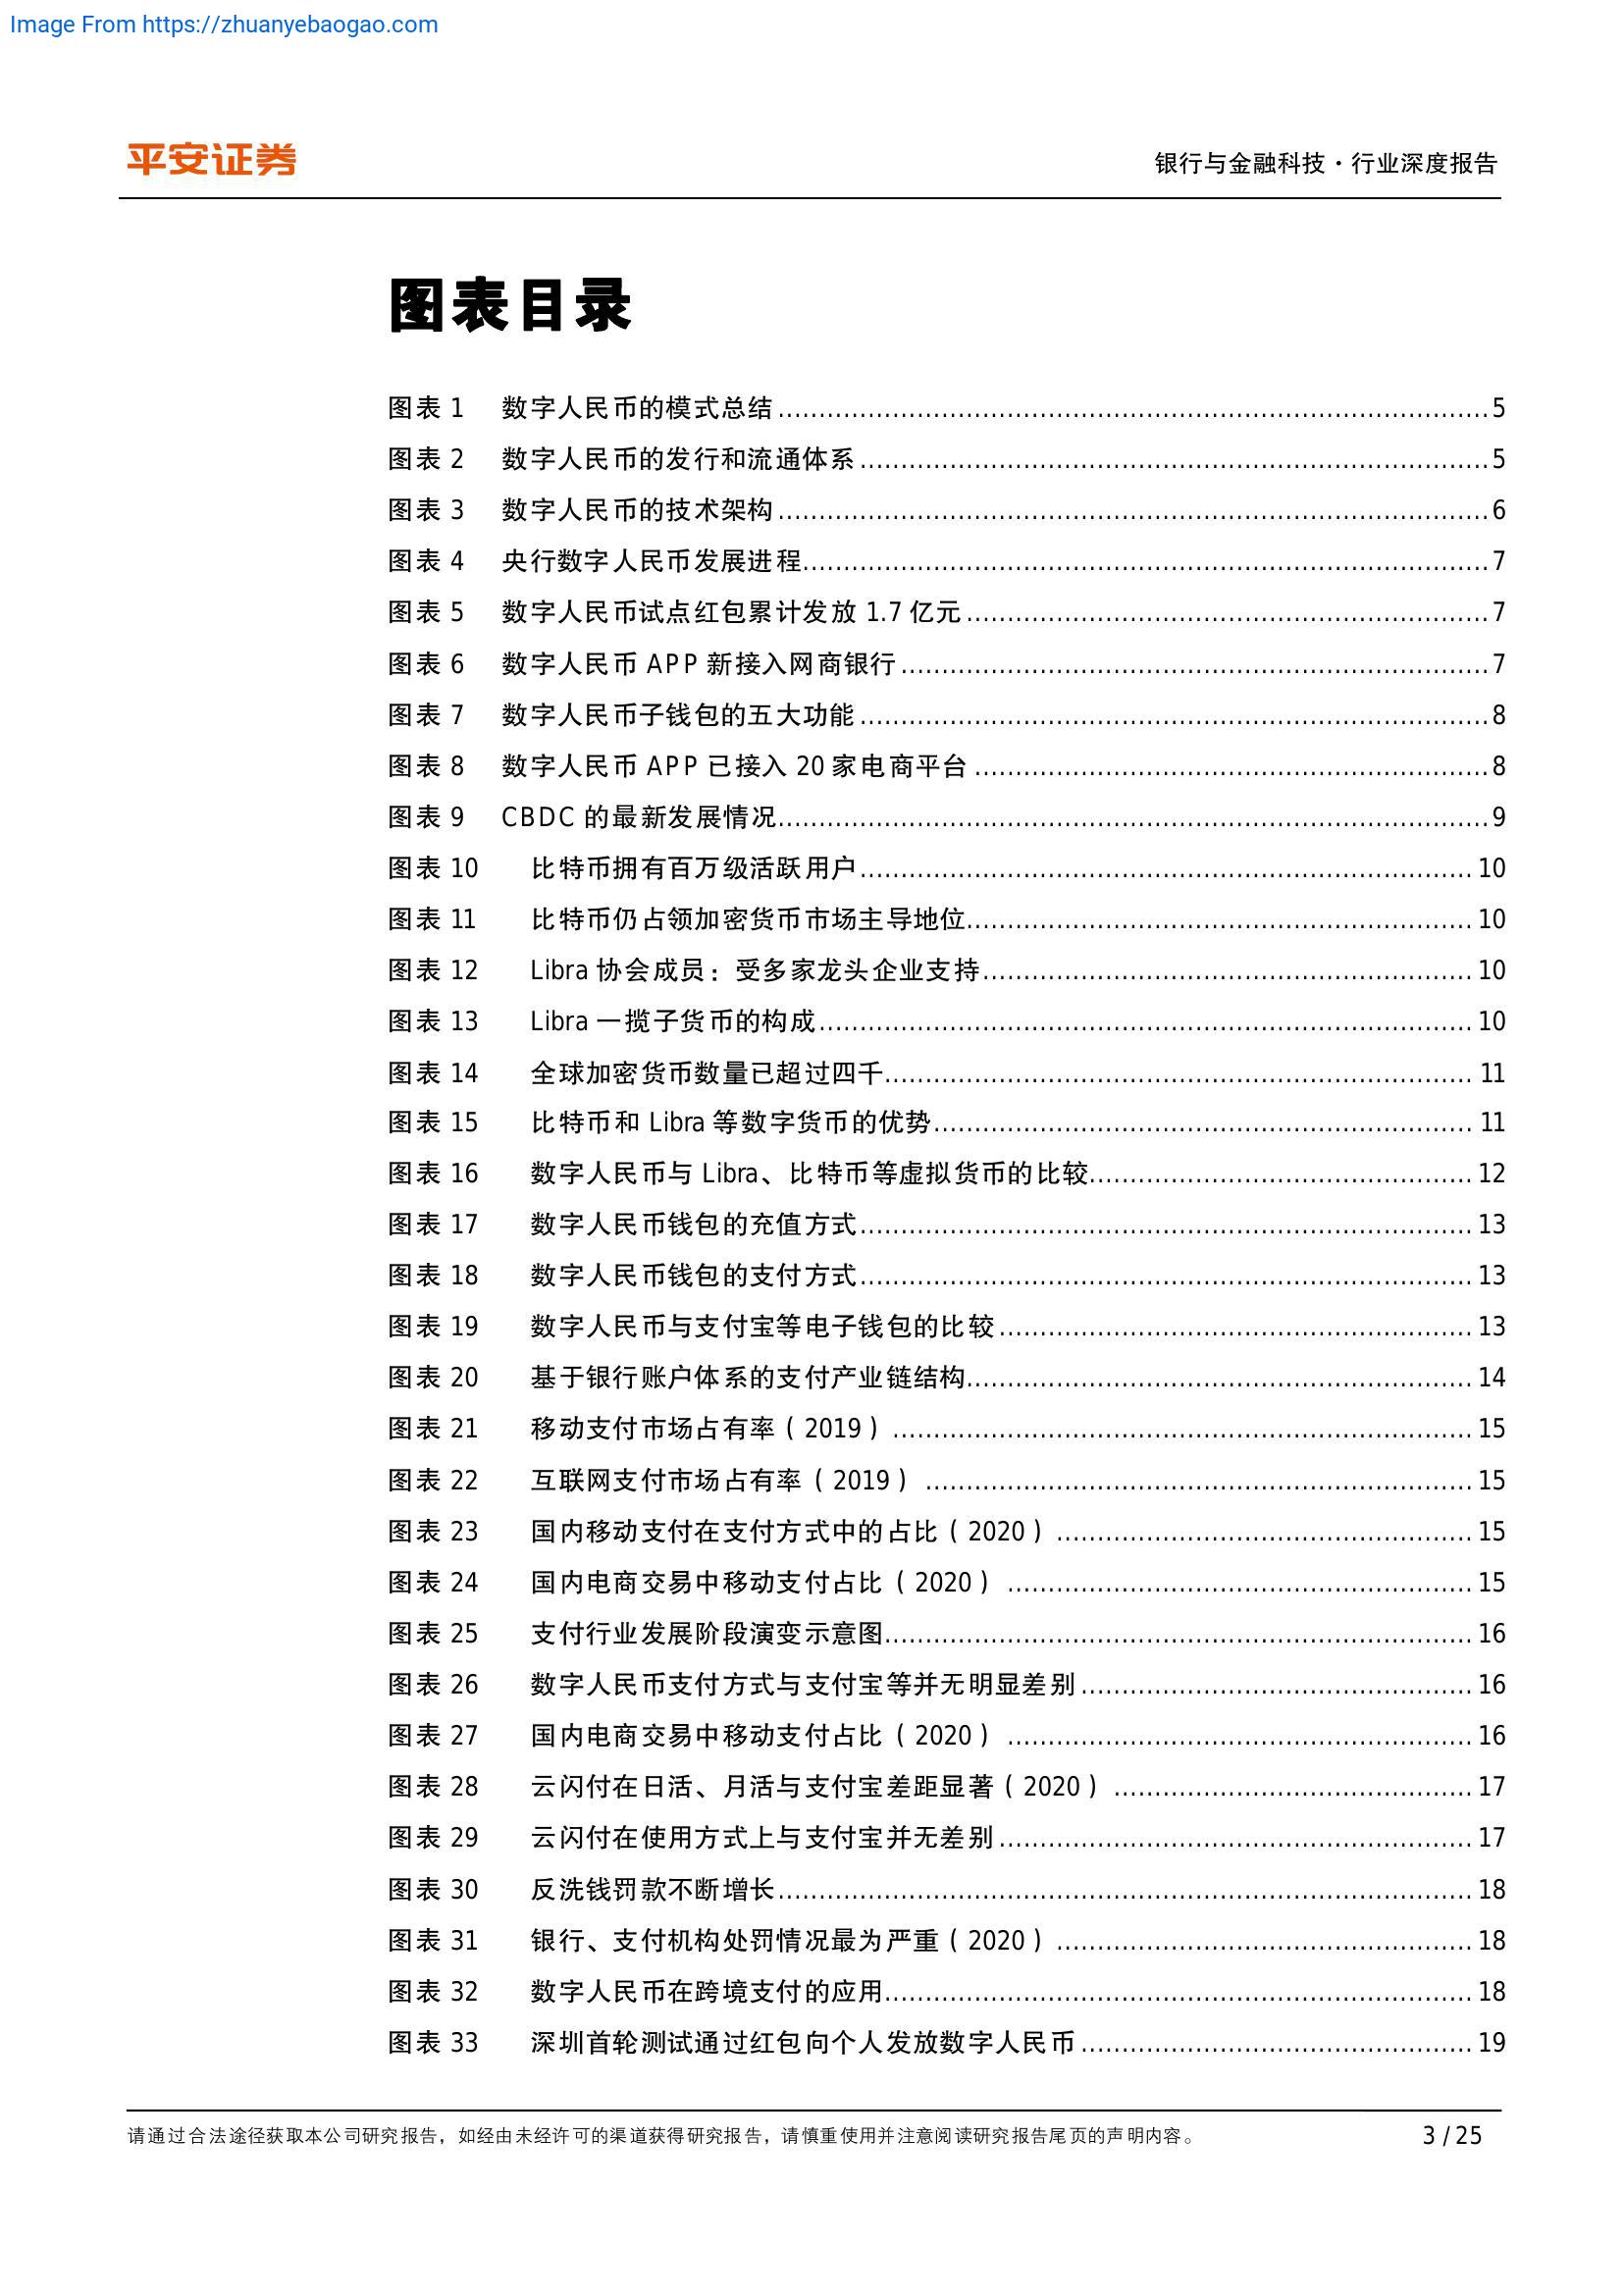 Image From https://zhuanyebaogao.com
平安证券
银行与金融科技·行业深度报告
图表目录
图表 1 数字人民币的模式总结 5
图表 2 数字人民币的发行和流通体系 5
图表 3 数字人民币的技术架构 6
图表 4 央行数字人民币发展进程 7
图表 5 数字人民币试点红包累计发放 1.7 亿元 7
图表 6 数字人民币 APP 新接入网商银行 7
图表 7 数字人民币子钱包的五大功能 8
图表 8 数字人民币 APP 已接入 20 家电商平台 8
图表 9 CBDC 的最新发展情况 9
图表 10 比特币拥有百万级活跃用户 10
图表 11 比特币仍占领加密货币市场主导地位 10
图表 12 Libra 协会成员：受多家龙头企业支持 10
图表 13 Libra 一揽子货币的构成 10
图表 14 全球加密货币数量已超过四千 11
图表 15 比特币和 Libra 等数字货币的优势 11
图表 16 数字人民币与 Libra、比特币等虚拟货币的比较 12
图表 17 数字人民币钱包的充值方式 13
图表 18 数字人民币钱包的支付方式 13
图表 19 数字人民币与支付宝等电子钱包的比较 13
图表 20 基于银行账户体系的支付产业链结构 14
图表 21 移动支付市场占有率（2019） 15
图表 22 互联网支付市场占有率（2019） 15
图表 23 国内移动支付在支付方式中的占比（2020） 15
图表 24 国内电商交易中移动支付占比（2020） 15
图表 25 支付行业发展阶段演变示意图 16
图表 26 数字人民币支付方式与支付宝等并无明显差别 16
图表 27 国内电商交易中移动支付占比（2020） 16
图表 28 云闪付在日活、月活与支付宝差距显著（2020） 17
图表 29 云闪付在使用方式上与支付宝并无差别 17
图表 30 反洗钱罚款不断增长 18
图表 31 银行、支付机构处罚情况最为严重（2020） 18
图表 32 数字人民币在跨境支付的应用 18
图表 33 深圳首轮测试通过红包向个人发放数字人民币 19
请通过合法途径获取本公司研究报告，如经由未经许可的渠道获得研究报告，请慎重使用并注意阅读研究报告尾页的声明内容。 3 / 25